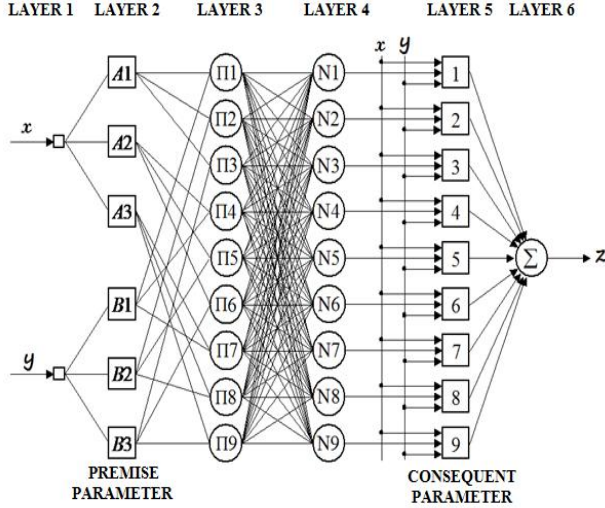 LAYER 1 LAYER 2 LAYER 3 LAYER 4 LAYER 5 LAYER 6
x y
A1 Π1 N1 1
Π2 N2 2
x A2
Π3 N3 3
A3 Π4 N4 4
Π5 N5 5 Σ z
B1 Π6 N6 6
Π7 N7 7
y B2
Π8 N8 8
B3 Π9 N9 9
PREMISE CONSEQUENT
PARAMETER PARAMETER